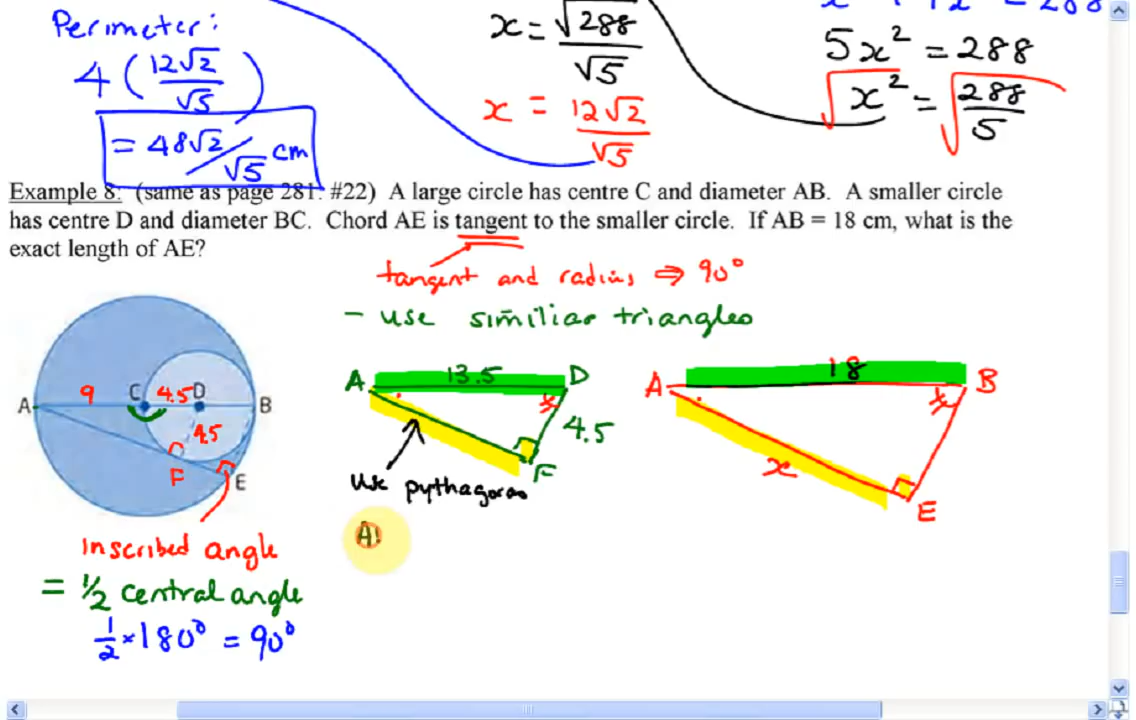 Perimeter:
4 ( 12√2 / √5 )
= 48√2/√5 cm
x = √288 / √5
x = 12√2 / √5
5x² = 288
√x² = √288/5
Example 8: (same as page 281: #22) A large circle has centre C and diameter AB. A smaller circle
has centre D and diameter BC. Chord AE is tangent to the smaller circle. If AB = 18 cm, what is the
exact length of AE?
tangent and radius ⇒ 90°
- use similiar triangles
A 9 C 4.5 D B
4.5
F E
A 13.5 D
4.5
F
use pythagoras
A 18 B
x
E
inscribed angle
= 1/2 central angle
1/2 × 180° = 90°